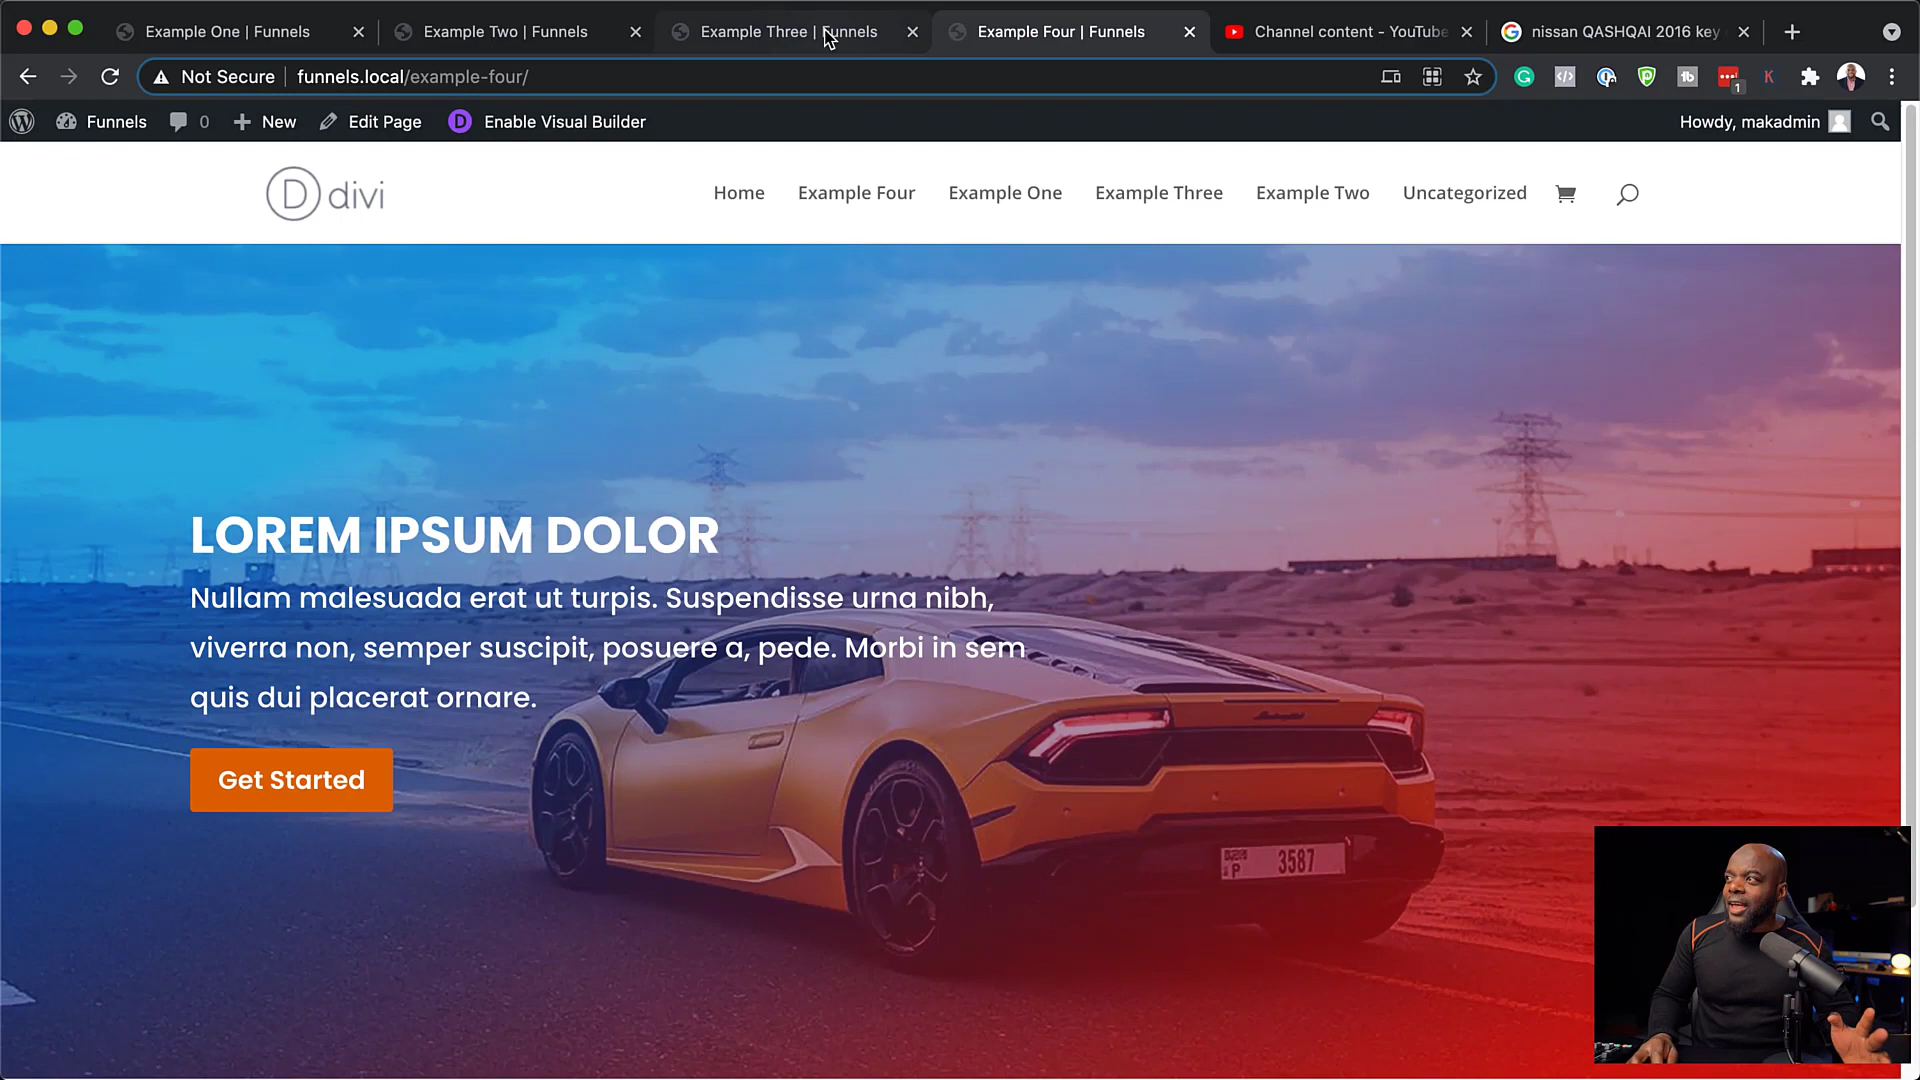 Example One | Funnels
Example Two | Funnels
Example Three | Funnels
Example Four | Funnels
Channel content - YouTube
nissan QASHQAI 2016 key
Not Secure
funnels.local/example-four/
1
Funnels
0
New
Edit Page
Enable Visual Builder
Howdy, makadmin
D divi
Home
Example Four
Example One
Example Three
Example Two
Uncategorized
LOREM IPSUM DOLOR
Nullam malesuada erat ut turpis. Suspendisse urna nibh,
viverra non, semper suscipit, posuere a, pede. Morbi in sem
quis dui placerat ornare.
Get Started
P 3587